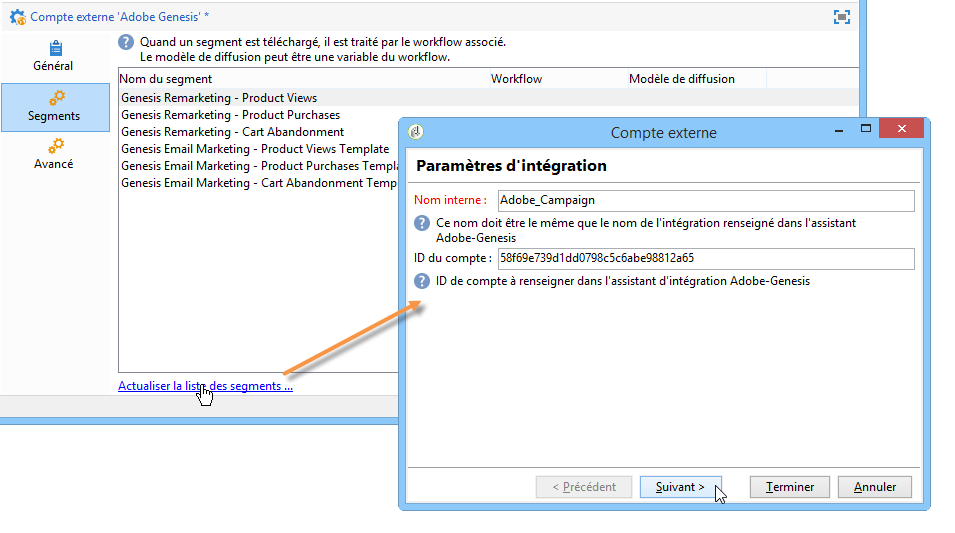 Compte externe 'Adobe Genesis' *
Général
Segments
Avancé
Quand un segment est téléchargé, il est traité par le workflow associé.
Le modèle de diffusion peut être une variable du workflow.
Nom du segment Workflow Modèle de diffusion
Genesis Remarketing - Product Views
Genesis Remarketing - Product Purchases
Genesis Remarketing - Cart Abandonment
Genesis Email Marketing - Product Views Template
Genesis Email Marketing - Product Purchases Templa
Genesis Email Marketing - Cart Abandonment Temp
Actualiser la liste des segments ...
Compte externe
Paramètres d'intégration
Nom interne : Adobe_Campaign
Ce nom doit être le même que le nom de l'intégration renseigné dans l'assistant
Adobe-Genesis
ID du compte : 58f69e739d1dd0798c5c6abe98812a65
ID de compte à renseigner dans l'assistant d'intégration Adobe-Genesis
< Précédent Suivant > Terminer Annuler